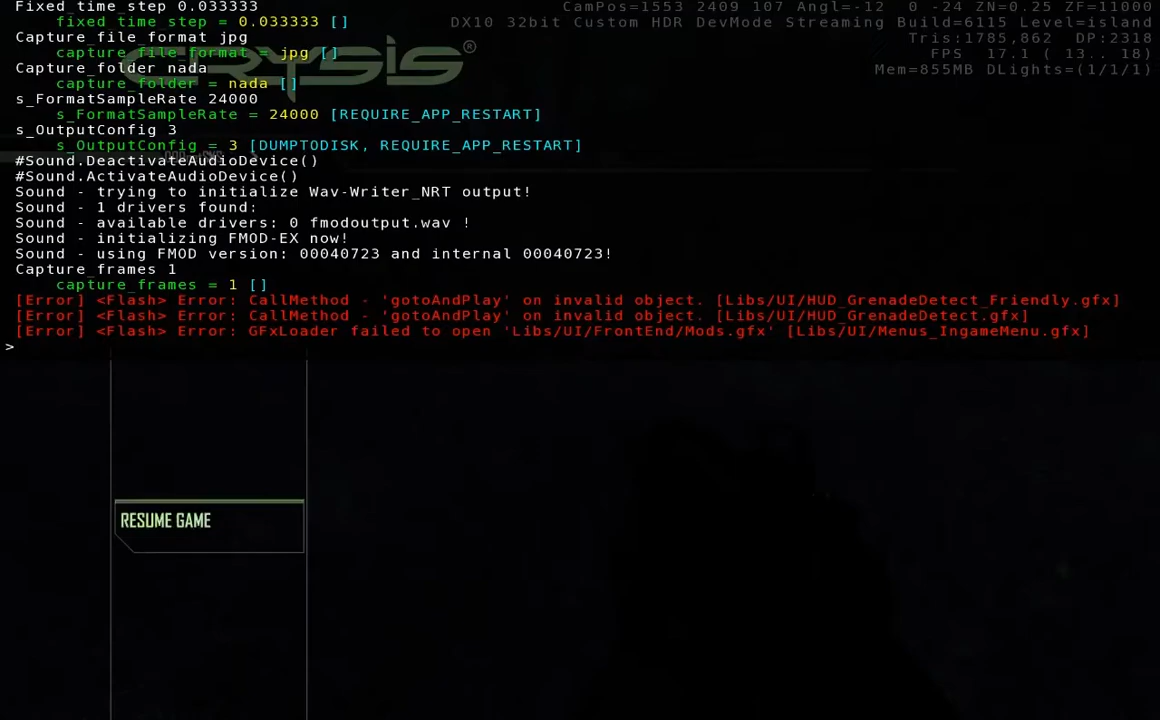 Fixed_time_step 0.033333
fixed_time_step = 0.033333 []
Capture_file_format jpg
capture_file_format = jpg []
Capture_folder nada
capture_folder = nada []
s_FormatSampleRate 24000
s_FormatSampleRate = 24000 [REQUIRE_APP_RESTART]
s_OutputConfig 3
s_OutputConfig = 3 [DUMPTODISK, REQUIRE_APP_RESTART]
#Sound.DeactivateAudioDevice()
#Sound.ActivateAudioDevice()
Sound - trying to initialize Wav-Writer_NRT output!
Sound - 1 drivers found:
Sound - available drivers: 0 fmodoutput.wav !
Sound - initializing FMOD-EX now!
Sound - using FMOD version: 00040723 and internal 00040723!
Capture_frames 1
capture_frames = 1 []
[Error] <Flash> Error: CallMethod - 'gotoAndPlay' on invalid object. [Libs/UI/HUD_GrenadeDetect_Friendly.gfx]
[Error] <Flash> Error: CallMethod - 'gotoAndPlay' on invalid object. [Libs/UI/HUD_GrenadeDetect.gfx]
[Error] <Flash> Error: GFxLoader failed to open 'Libs/UI/FrontEnd/Mods.gfx' [Libs/UI/Menus_IngameMenu.gfx]
>
CamPos=1553 2409 107 Angl=-12 0 -24 ZN=0.25 ZF=11000
DX10 32bit Custom HDR DevMode Streaming Build=6115 Level=island
Tris:1785,862 DP:2318
FPS 17.1 ( 13.. 18)
Mem=855MB DLights=(1/1/1)
CRYSIS®
RESUME GAME